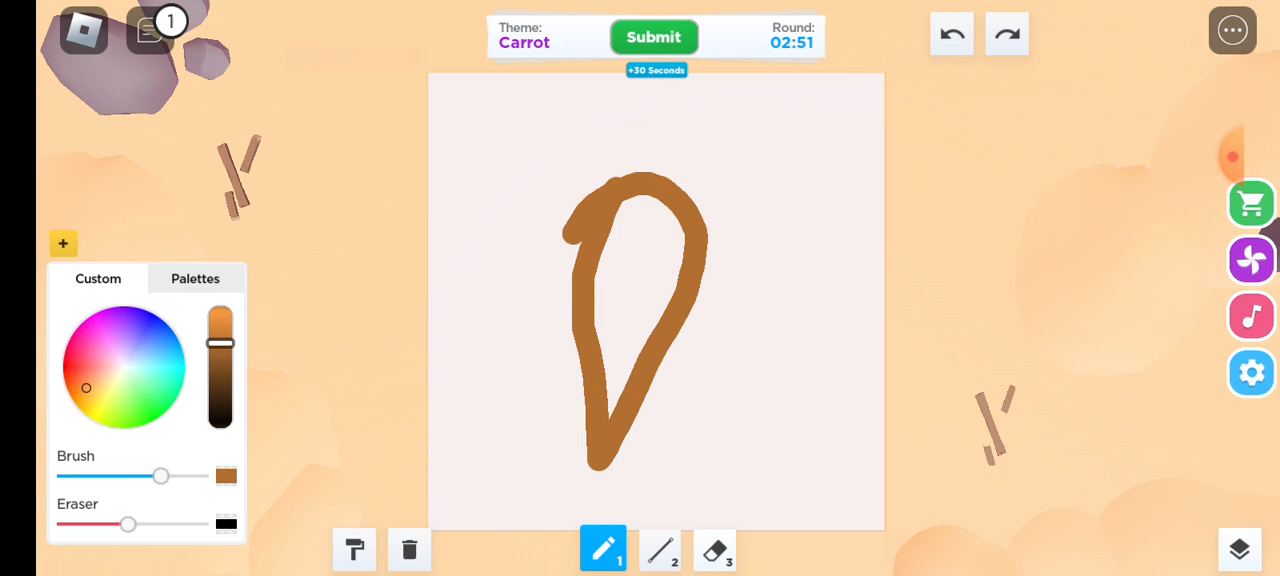 1
Theme:
Carrot
Submit
Round:
02:51
+30 Seconds
+
Custom
Palettes
Brush
Eraser
1
2
3